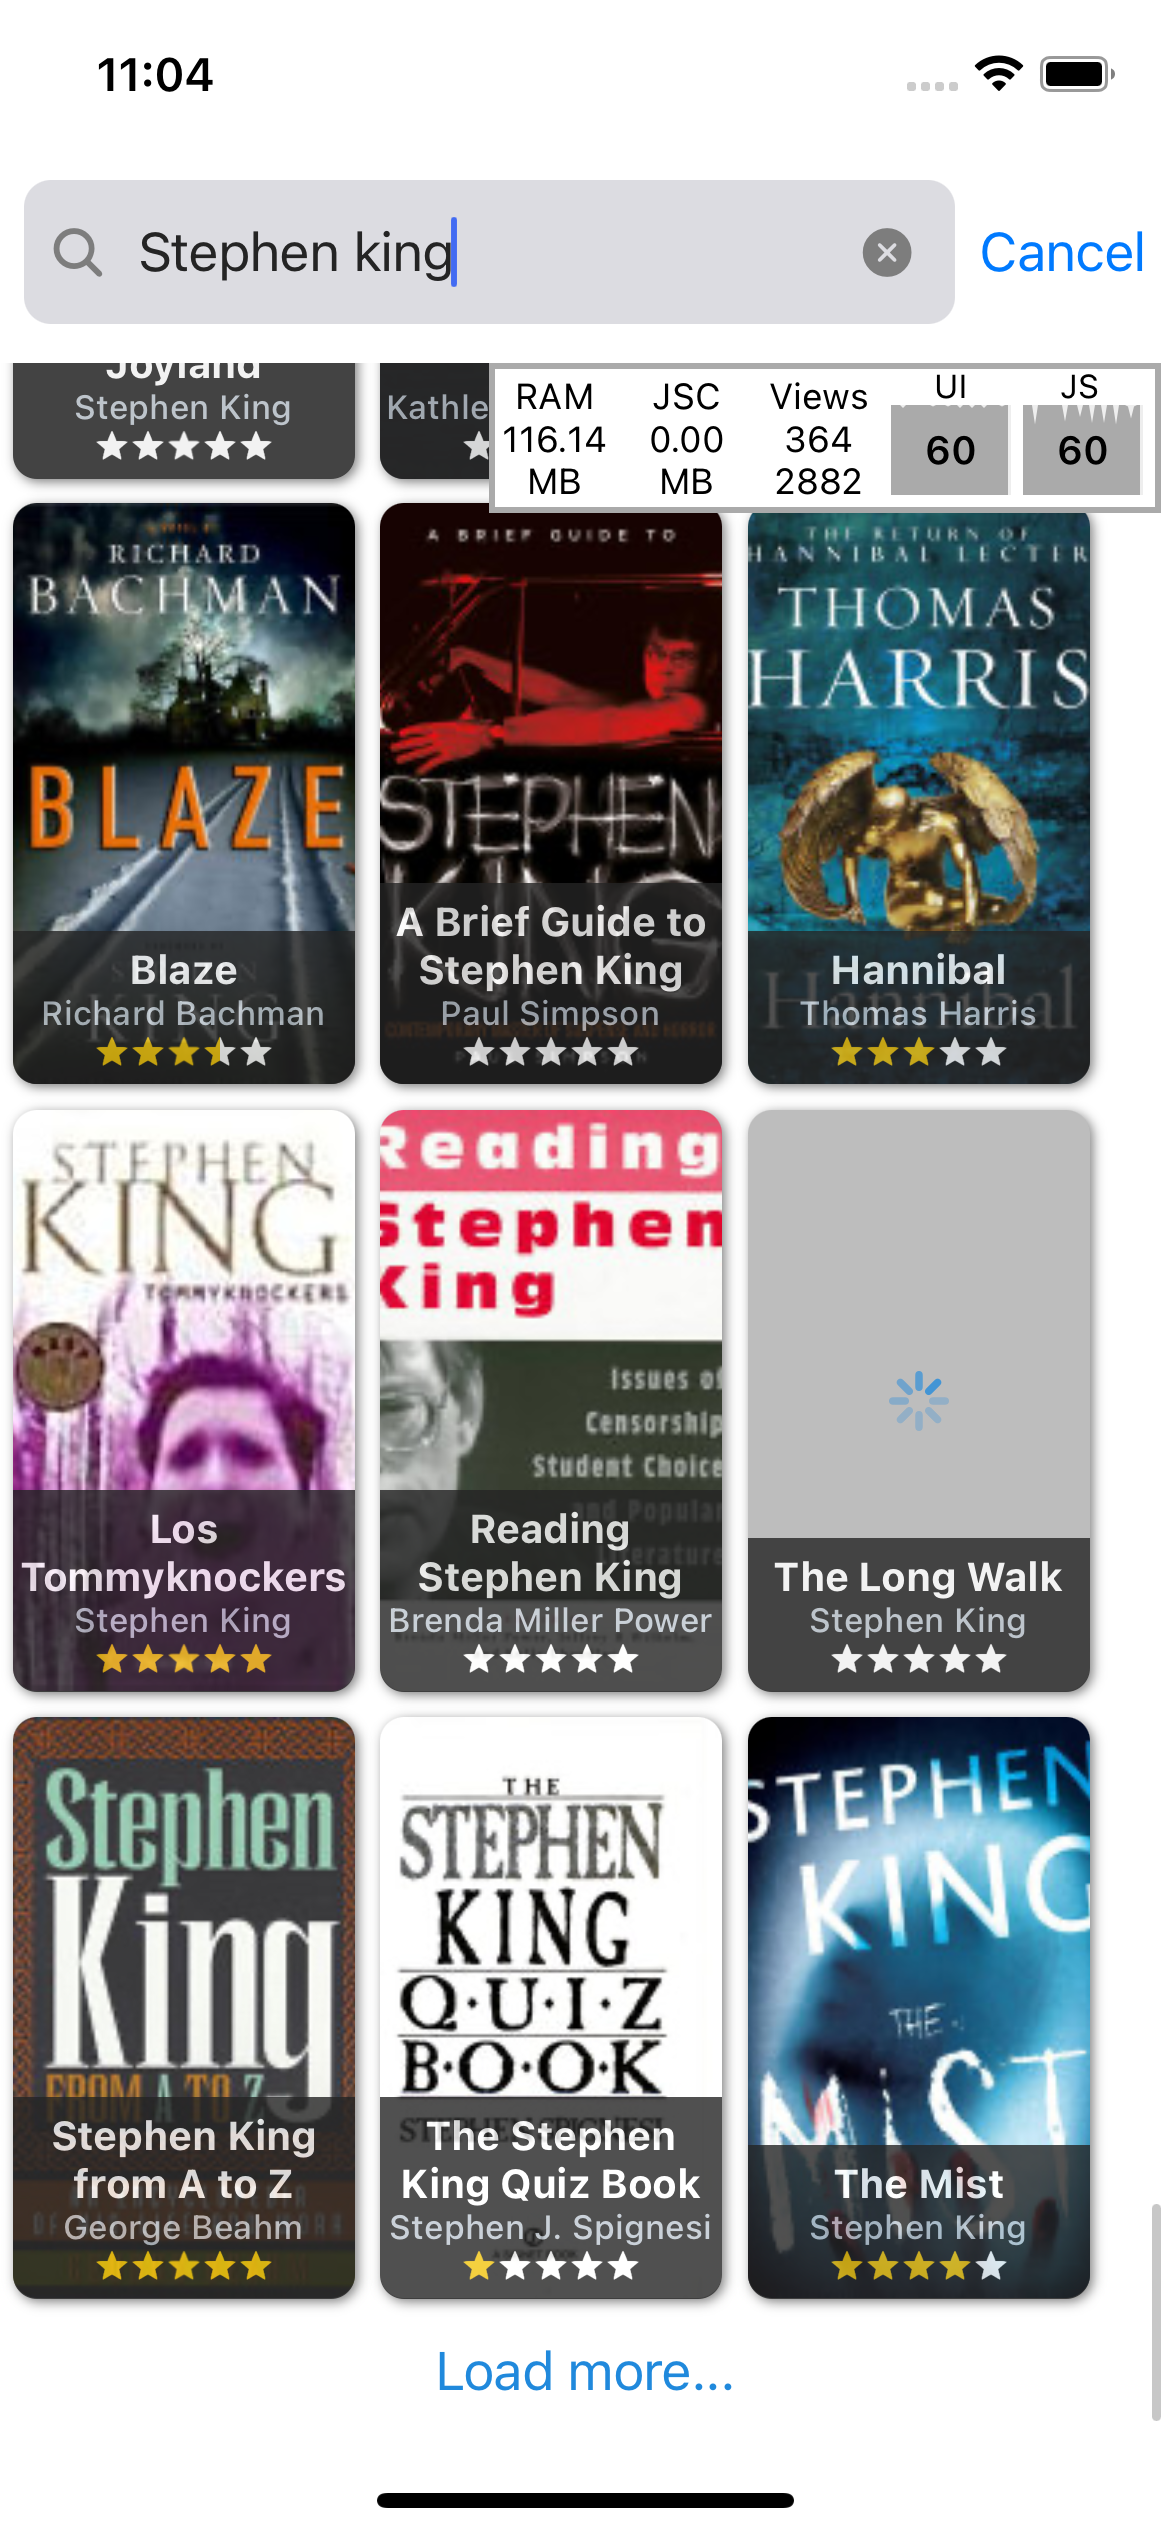 11:04
Stephen king
Cancel
Joyland
Stephen King
Kathle
RAM
116.14
MB
JSC
0.00
MB
Views
364
2882
UI
60
JS
60
RICHARD
BACHMAN
BLAZE
Blaze
Richard Bachman
A BRIEF GUIDE TO
STEPHEN
KING
A Brief Guide to
Stephen King
Paul Simpson
THE RETURN OF
HANNIBAL LECTER
THOMAS
HARRIS
Hannibal
Hannibal
Thomas Harris
STEPHEN
KING
TOMMYKNOCKERS
Los
Tommyknockers
Stephen King
Reading
Stephen
King
Issues of
Censorship
Student Choice
and Popular
Literature
Reading
Stephen King
Brenda Miller Power
The Long Walk
Stephen King
Stephen
King
FROM A TO Z
Stephen King
from A to Z
George Beahm
THE
STEPHEN
KING
Q·U·I·Z
B·O·O·K
STEPHEN SPIGNESI
The Stephen
King Quiz Book
Stephen J. Spignesi
STEPHEN
KING
THE
MiST
The Mist
Stephen King
Load more...